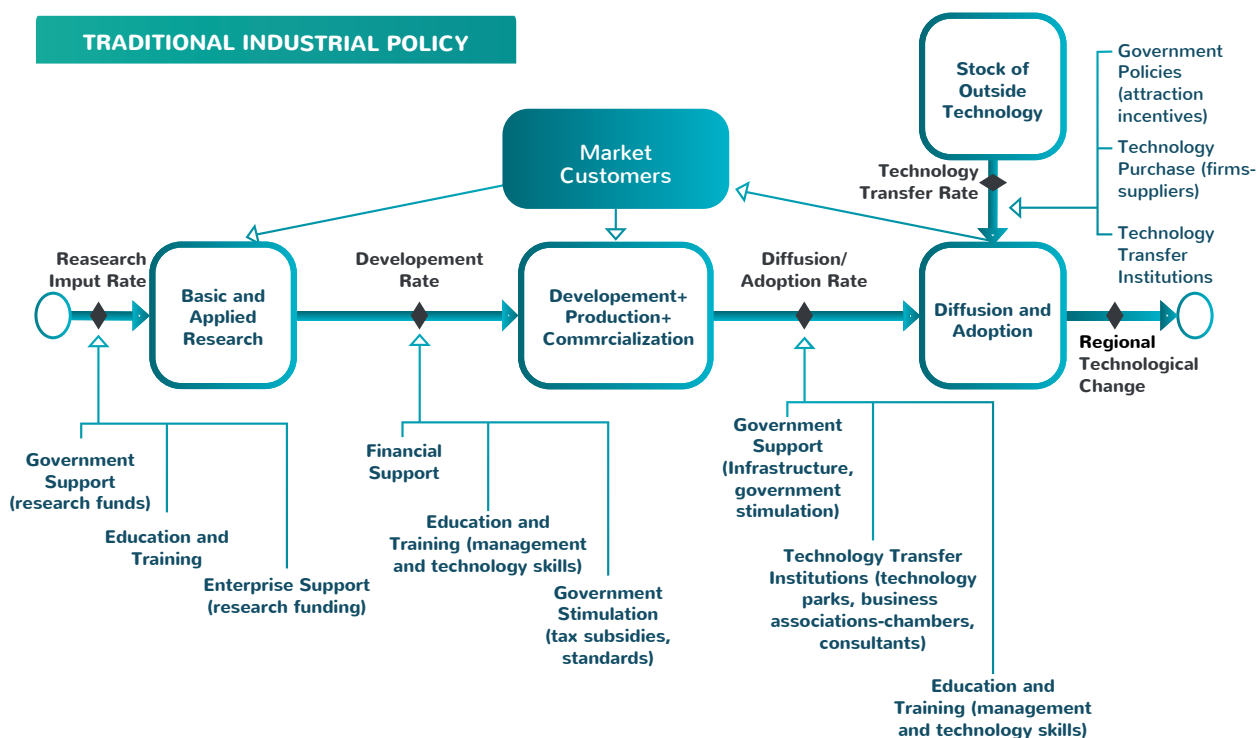 TRADITIONAL INDUSTRIAL POLICY
Stock of
Outside
Technology
Government
Policies
(attraction
incentives)
Technology
Purchase (firms-
suppliers)
Technology
Transfer
Institutions
Market
Customers
Technology
Transfer Rate
Reasearch
Imput Rate
Basic and
Applied
Research
Developement
Rate
Developement+
Production+
Commrcialization
Diffusion/
Adoption Rate
Diffusion and
Adoption
Regional
Technological
Change
Government
Support
(research funds)
Education and
Training
Enterprise Support
(research funding)
Financial
Support
Education and
Training (management
and technology skills)
Government
Stimulation
(tax subsidies,
standards)
Government
Support
(Infrastructure,
government
stimulation)
Technology Transfer
Institutions (technology
parks, business
associations-chambers,
consultants)
Education and
Training (management
and technology skills)